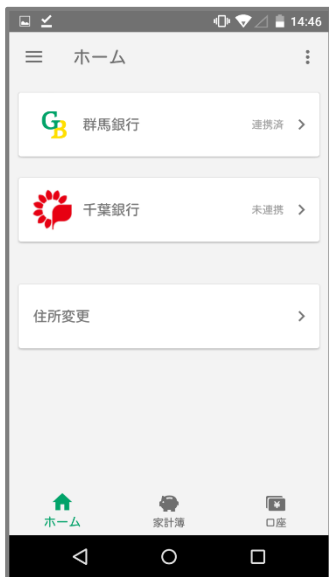 14:46
ホーム
GB 群馬銀行 連携済
千葉銀行 未連携
住所変更
ホーム 家計簿 口座